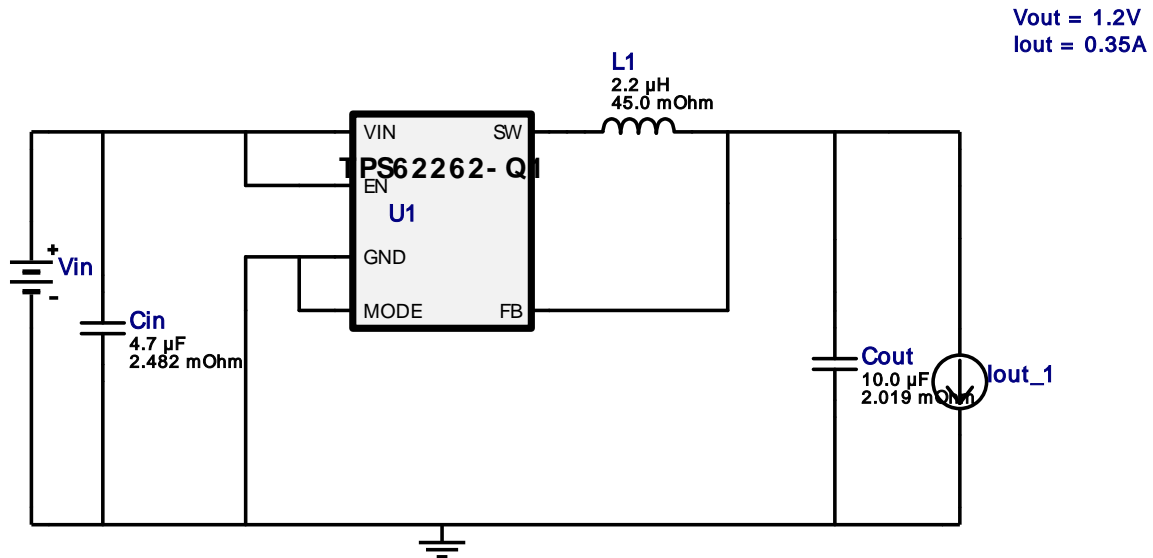 Vout = 1.2V
Iout = 0.35A
L1
2.2 µH
45.0 mOhm
VIN
SW
TPS62262-Q1
EN
U1
GND
MODE
FB
+
Vin
-
Cin
4.7 µF
2.482 mOhm
Cout
10.0 µF
2.019 mOhm
Iout_1